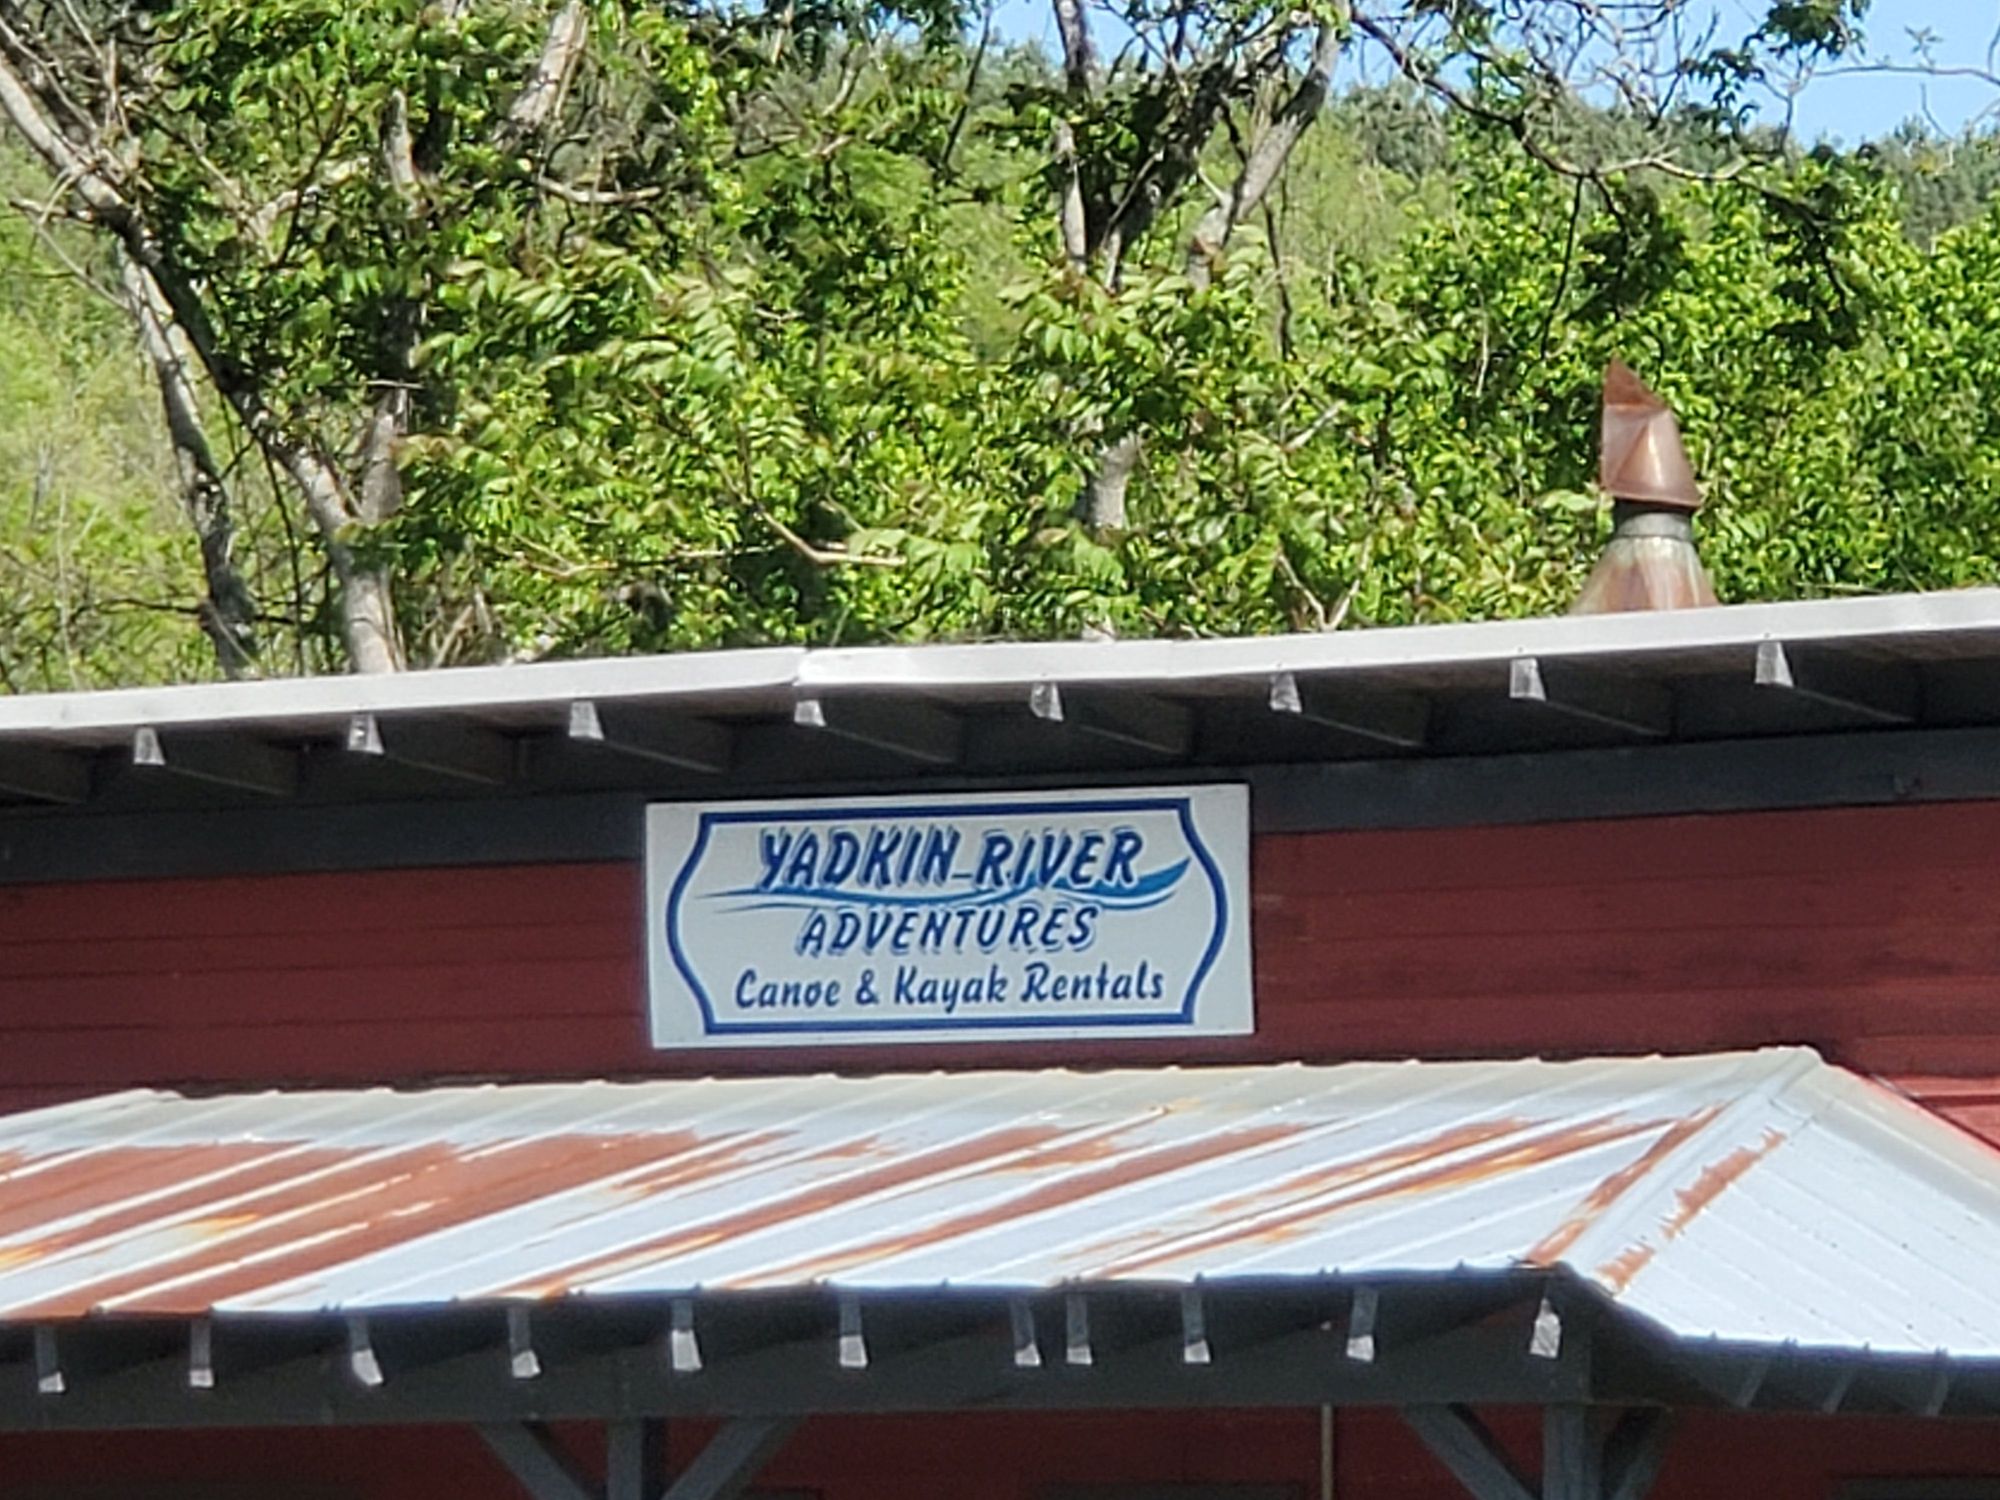 YADKIN RIVER
ADVENTURES
Canoe & Kayak Rentals